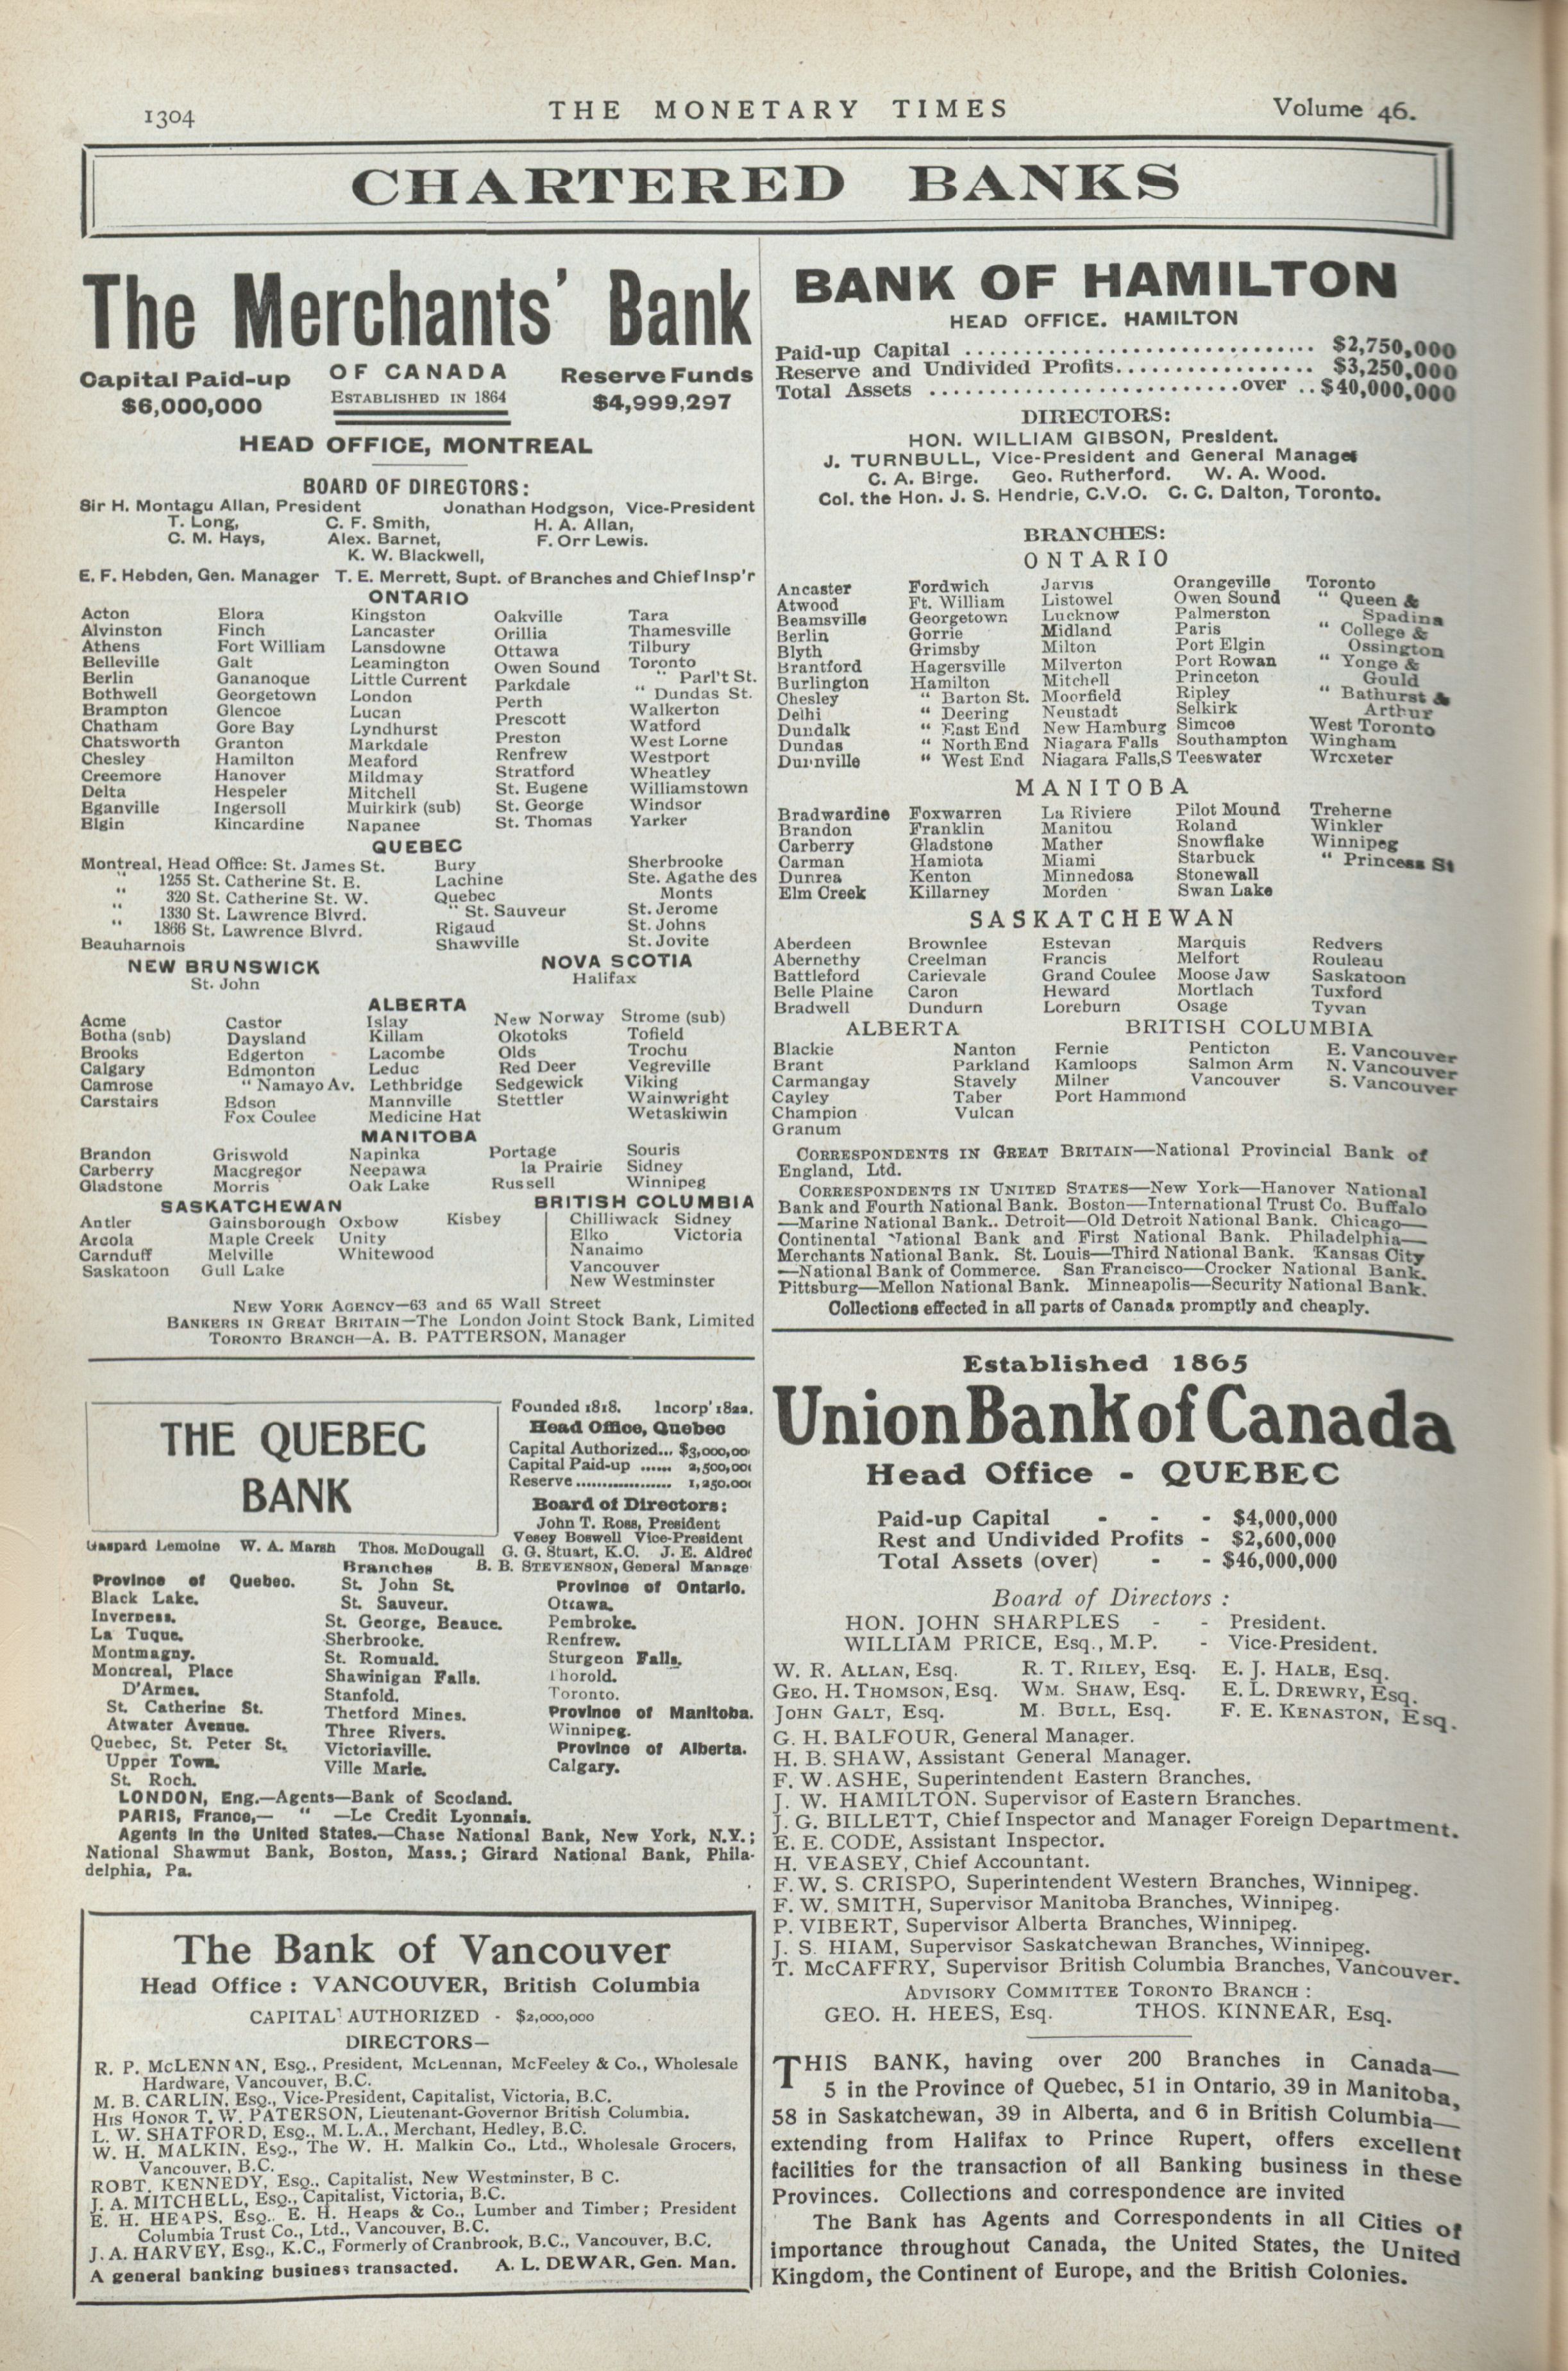 1304
THE MONETARY TIMES
Volume 46.
CHARTERED BANKS
The Merchants' Bank
Capital Paid-up
$6,000,000
OF CANADA
ESTABLISHED IN 1864
Reserve Funds
$4,999,297
HEAD OFFICE, MONTREAL
BOARD OF DIRECTORS:
Sir H. Montagu Allan, President Jonathan Hodgson, Vice-President
T. Long, C. F. Smith, H. A. Allan,
C. M. Hays, Alex. Barnet, F. Orr Lewis.
K. W. Blackwell,
E. F. Hebden, Gen. Manager T. E. Merrett, Supt. of Branches and Chief Insp'r
ONTARIO
Acton Elora Kingston Oakville Tara
Alvinston Finch Lancaster Orillia Thamesville
Athens Fort William Lansdowne Ottawa Tilbury
Belleville Galt Leamington Owen Sound Toronto
Berlin Gananoque Little Current Parkdale " Parl't St.
Bothwell Georgetown London Perth " Dundas St.
Brampton Glencoe Lucan Prescott Walkerton
Chatham Gore Bay Lyndhurst Preston Watford
Chatsworth Granton Markdale Renfrew West Lorne
Chesley Hamilton Meaford Stratford Westport
Creemore Hanover Mildmay St. Eugene Wheatley
Delta Hespeler Mitchell St. George Williamstown
Eganville Ingersoll Muirkirk (sub) St. Thomas Windsor
Elgin Kincardine Napanee Yarker
QUEBEC
Montreal, Head Office: St. James St. Bury Sherbrooke
" 1255 St. Catherine St. E. Lachine Ste. Agathe des
" 320 St. Catherine St. W. Quebec Monts
" 1330 St. Lawrence Blvrd. " St. Sauveur St. Jerome
" 1866 St. Lawrence Blvrd. Rigaud St. Johns
Beauharnois Shawville St. Jovite
NEW BRUNSWICK NOVA SCOTIA
St. John Halifax
ALBERTA
Acme Castor Islay New Norway Strome (sub)
Botha (sub) Daysland Killam Okotoks Tofield
Brooks Edgerton Lacombe Olds Trochu
Calgary Edmonton Leduc Red Deer Vegreville
Camrose " Namayo Av. Lethbridge Sedgewick Viking
Carstairs Edson Mannville Stettler Wainwright
Fox Coulee Medicine Hat Wetaskiwin
MANITOBA
Brandon Griswold Napinka Portage Souris
Carberry Macgregor Neepawa la Prairie Sidney
Gladstone Morris Oak Lake Russell Winnipeg
SASKATCHEWAN BRITISH COLUMBIA
Antler Gainsborough Oxbow Kisbey Chilliwack Sidney
Arcola Maple Creek Unity Elko Victoria
Carnduff Melville Whitewood Nanaimo
Saskatoon Gull Lake Vancouver
New Westminster
NEW YORK AGENCY—63 and 65 Wall Street
BANKERS IN GREAT BRITAIN—The London Joint Stock Bank, Limited
TORONTO BRANCH—A. B. PATTERSON, Manager
THE QUEBEC
BANK
Founded 1818. Incorp' 1822.
Head Office, Quebec
Capital Authorized... $3,000,00
Capital Paid-up ...... 2,500,00
Reserve .................. 1,250.00
Board of Directors:
John T. Ross, President
Vesey Boswell Vice-President
Gaspard Lemoine W. A. Marsh Thos. McDougall G. G. Stuart, K.C. J. E. Aldred
Branches B. B. STEVENSON, General Manage
Province of Quebec. St. John St. Province of Ontario.
Black Lake. St. Sauveur. Ottawa.
Inverness. St. George, Beauce. Pembroke.
La Tuque. Sherbrooke. Renfrew.
Montmagny. St. Romuald. Sturgeon Falls.
Montreal, Place Shawinigan Falls. Thorold.
D'Armes. Stanfold. Toronto.
St. Catherine St. Thetford Mines. Province of Manitoba.
Atwater Avenue. Three Rivers. Winnipeg.
Quebec, St. Peter St. Victoriaville. Province of Alberta.
Upper Town. Ville Marie. Calgary.
St. Roch.
LONDON, Eng.—Agents—Bank of Scotland.
PARIS, France,— " —Le Credit Lyonnais.
Agents in the United States.—Chase National Bank, New York, N.Y.;
National Shawmut Bank, Boston, Mass.; Girard National Bank, Phila-
delphia, Pa.
The Bank of Vancouver
Head Office : VANCOUVER, British Columbia
CAPITAL AUTHORIZED - $2,000,000
DIRECTORS—
R. P. McLENNAN, Esq., President, McLennan, McFeeley & Co., Wholesale
Hardware, Vancouver, B.C.
M. B. CARLIN, Esq., Vice-President, Capitalist, Victoria, B.C.
HIS HONOR T. W. PATERSON, Lieutenant-Governor British Columbia.
L. W. SHATFORD, Esq., M.L.A., Merchant, Hedley, B.C.
W. H. MALKIN, Esq., The W. H. Malkin Co., Ltd., Wholesale Grocers,
Vancouver, B.C.
ROBT. KENNEDY, Esq., Capitalist, New Westminster, B C.
J. A. MITCHELL, Esq., Capitalist, Victoria, B.C.
E. H. HEAPS, Esq., E. H. Heaps & Co., Lumber and Timber; President
Columbia Trust Co., Ltd., Vancouver, B.C.
J. A. HARVEY, Esq., K.C., Formerly of Cranbrook, B.C., Vancouver, B.C.
A general banking business transacted. A. L. DEWAR, Gen. Man.
BANK OF HAMILTON
HEAD OFFICE. HAMILTON
Paid-up Capital .............................. $2,750,000
Reserve and Undivided Profits................. $3,250,000
Total Assets ..........................over .. $40,000,000
DIRECTORS:
HON. WILLIAM GIBSON, President.
J. TURNBULL, Vice-President and General Manager
C. A. Birge. Geo. Rutherford. W. A. Wood.
Col. the Hon. J. S. Hendrie, C.V.O. C. C. Dalton, Toronto.
BRANCHES:
ONTARIO
Ancaster Fordwich Jarvis Orangeville Toronto
Atwood Ft. William Listowel Owen Sound " Queen &
Beamsville Georgetown Lucknow Palmerston Spadina
Berlin Gorrie Midland Paris " College &
Blyth Grimsby Milton Port Elgin Ossington
Brantford Hagersville Milverton Port Rowan " Yonge &
Burlington Hamilton Mitchell Princeton Gould
Chesley " Barton St. Moorfield Ripley " Bathurst &
Delhi " Deering Neustadt Selkirk Arthur
Dundalk " East End New Hamburg Simcoe West Toronto
Dundas " North End Niagara Falls Southampton Wingham
Dunnville " West End Niagara Falls,S Teeswater Wroxeter
MANITOBA
Bradwardine Foxwarren La Riviere Pilot Mound Treherne
Brandon Franklin Manitou Roland Winkler
Carberry Gladstone Mather Snowflake Winnipeg
Carman Hamiota Miami Starbuck " Princess St
Dunrea Kenton Minnedosa Stonewall
Elm Creek Killarney Morden Swan Lake
SASKATCHEWAN
Aberdeen Brownlee Estevan Marquis Redvers
Abernethy Creelman Francis Melfort Rouleau
Battleford Carievale Grand Coulee Moose Jaw Saskatoon
Belle Plaine Caron Heward Mortlach Tuxford
Bradwell Dundurn Loreburn Osage Tyvan
ALBERTA BRITISH COLUMBIA
Blackie Nanton Fernie Penticton E. Vancouver
Brant Parkland Kamloops Salmon Arm N. Vancouver
Carmangay Stavely Milner Vancouver S. Vancouver
Cayley Taber Port Hammond
Champion Vulcan
Granum
CORRESPONDENTS IN GREAT BRITAIN—National Provincial Bank of
England, Ltd.
CORRESPONDENTS IN UNITED STATES—New York—Hanover National
Bank and Fourth National Bank. Boston—International Trust Co. Buffalo
—Marine National Bank.. Detroit—Old Detroit National Bank. Chicago—
Continental National Bank and First National Bank. Philadelphia—
Merchants National Bank. St. Louis—Third National Bank. Kansas City
—National Bank of Commerce. San Francisco—Crocker National Bank.
Pittsburg—Mellon National Bank. Minneapolis—Security National Bank.
Collections effected in all parts of Canada promptly and cheaply.
Established 1865
Union Bank of Canada
Head Office - QUEBEC
Paid-up Capital - - - $4,000,000
Rest and Undivided Profits - $2,600,000
Total Assets (over) - - $46,000,000
Board of Directors :
HON. JOHN SHARPLES - - President.
WILLIAM PRICE, Esq., M.P. - Vice-President.
W. R. ALLAN, Esq. R. T. RILEY, Esq. E. J. HALE, Esq.
GEO. H. THOMSON, Esq. WM. SHAW, Esq. E. L. DREWRY, Esq.
JOHN GALT, Esq. M. BULL, Esq. F. E. KENASTON, Esq.
G. H. BALFOUR, General Manager.
H. B. SHAW, Assistant General Manager.
F. W. ASHE, Superintendent Eastern Branches.
J. W. HAMILTON. Supervisor of Eastern Branches.
J. G. BILLETT, Chief Inspector and Manager Foreign Department.
E. E. CODE, Assistant Inspector.
H. VEASEY, Chief Accountant.
F. W. S. CRISPO, Superintendent Western Branches, Winnipeg.
F. W. SMITH, Supervisor Manitoba Branches, Winnipeg.
P. VIBERT, Supervisor Alberta Branches, Winnipeg.
J. S. HIAM, Supervisor Saskatchewan Branches, Winnipeg.
T. McCAFFRY, Supervisor British Columbia Branches, Vancouver.
ADVISORY COMMITTEE TORONTO BRANCH :
GEO. H. HEES, Esq. THOS. KINNEAR, Esq.
THIS BANK, having over 200 Branches in Canada—
5 in the Province of Quebec, 51 in Ontario, 39 in Manitoba,
58 in Saskatchewan, 39 in Alberta, and 6 in British Columbia—
extending from Halifax to Prince Rupert, offers excellent
facilities for the transaction of all Banking business in these
Provinces. Collections and correspondence are invited
The Bank has Agents and Correspondents in all Cities of
importance throughout Canada, the United States, the United
Kingdom, the Continent of Europe, and the British Colonies.